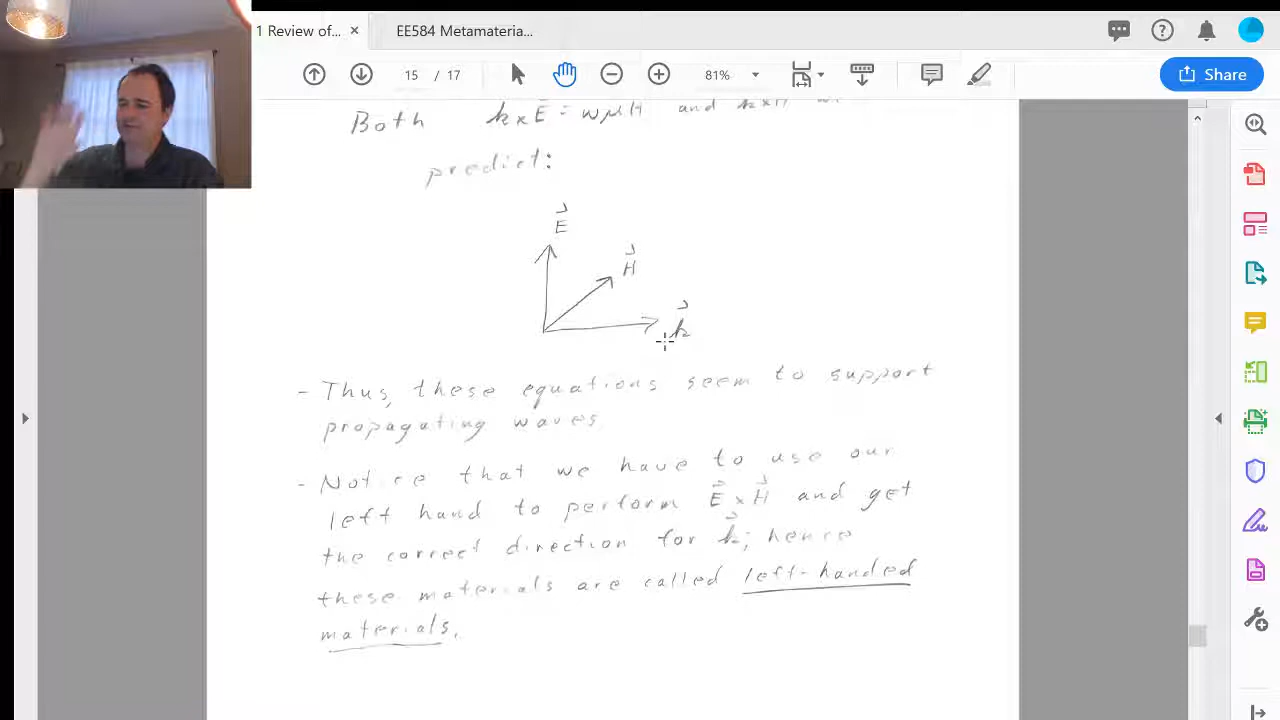 1 Review of...
EE584 Metamateria...
15 / 17
81%
Share
Both k x E = ωμH and k x H
predict:
E
H
k
- Thus, these equations seem to support
propagating waves.
- Notice that we have to use our
left hand to perform E x H and get
the correct direction for k; hence
these materials are called left-handed
materials.